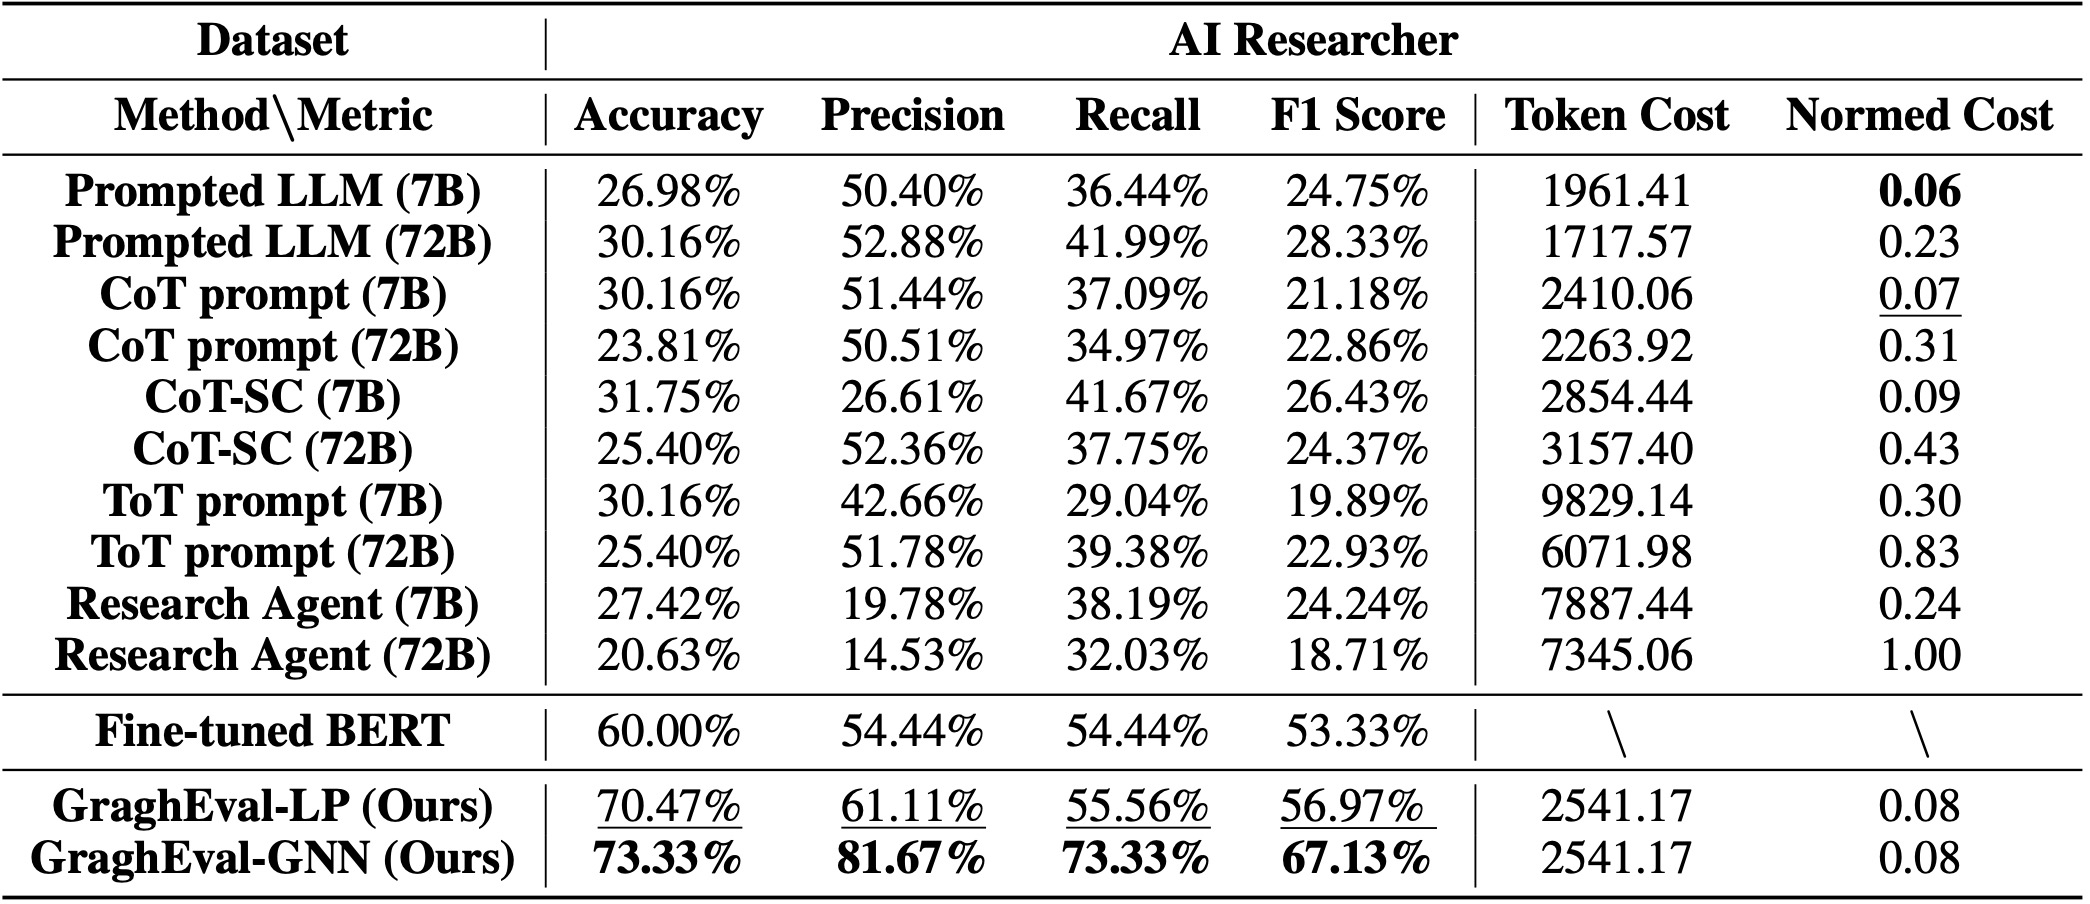 Dataset AI Researcher
Method\Metric Accuracy Precision Recall F1 Score Token Cost Normed Cost
Prompted LLM (7B) 26.98% 50.40% 36.44% 24.75% 1961.41 0.06
Prompted LLM (72B) 30.16% 52.88% 41.99% 28.33% 1717.57 0.23
CoT prompt (7B) 30.16% 51.44% 37.09% 21.18% 2410.06 0.07
CoT prompt (72B) 23.81% 50.51% 34.97% 22.86% 2263.92 0.31
CoT-SC (7B) 31.75% 26.61% 41.67% 26.43% 2854.44 0.09
CoT-SC (72B) 25.40% 52.36% 37.75% 24.37% 3157.40 0.43
ToT prompt (7B) 30.16% 42.66% 29.04% 19.89% 9829.14 0.30
ToT prompt (72B) 25.40% 51.78% 39.38% 22.93% 6071.98 0.83
Research Agent (7B) 27.42% 19.78% 38.19% 24.24% 7887.44 0.24
Research Agent (72B) 20.63% 14.53% 32.03% 18.71% 7345.06 1.00
Fine-tuned BERT 60.00% 54.44% 54.44% 53.33% \ \
GraghEval-LP (Ours) 70.47% 61.11% 55.56% 56.97% 2541.17 0.08
GraghEval-GNN (Ours) 73.33% 81.67% 73.33% 67.13% 2541.17 0.08